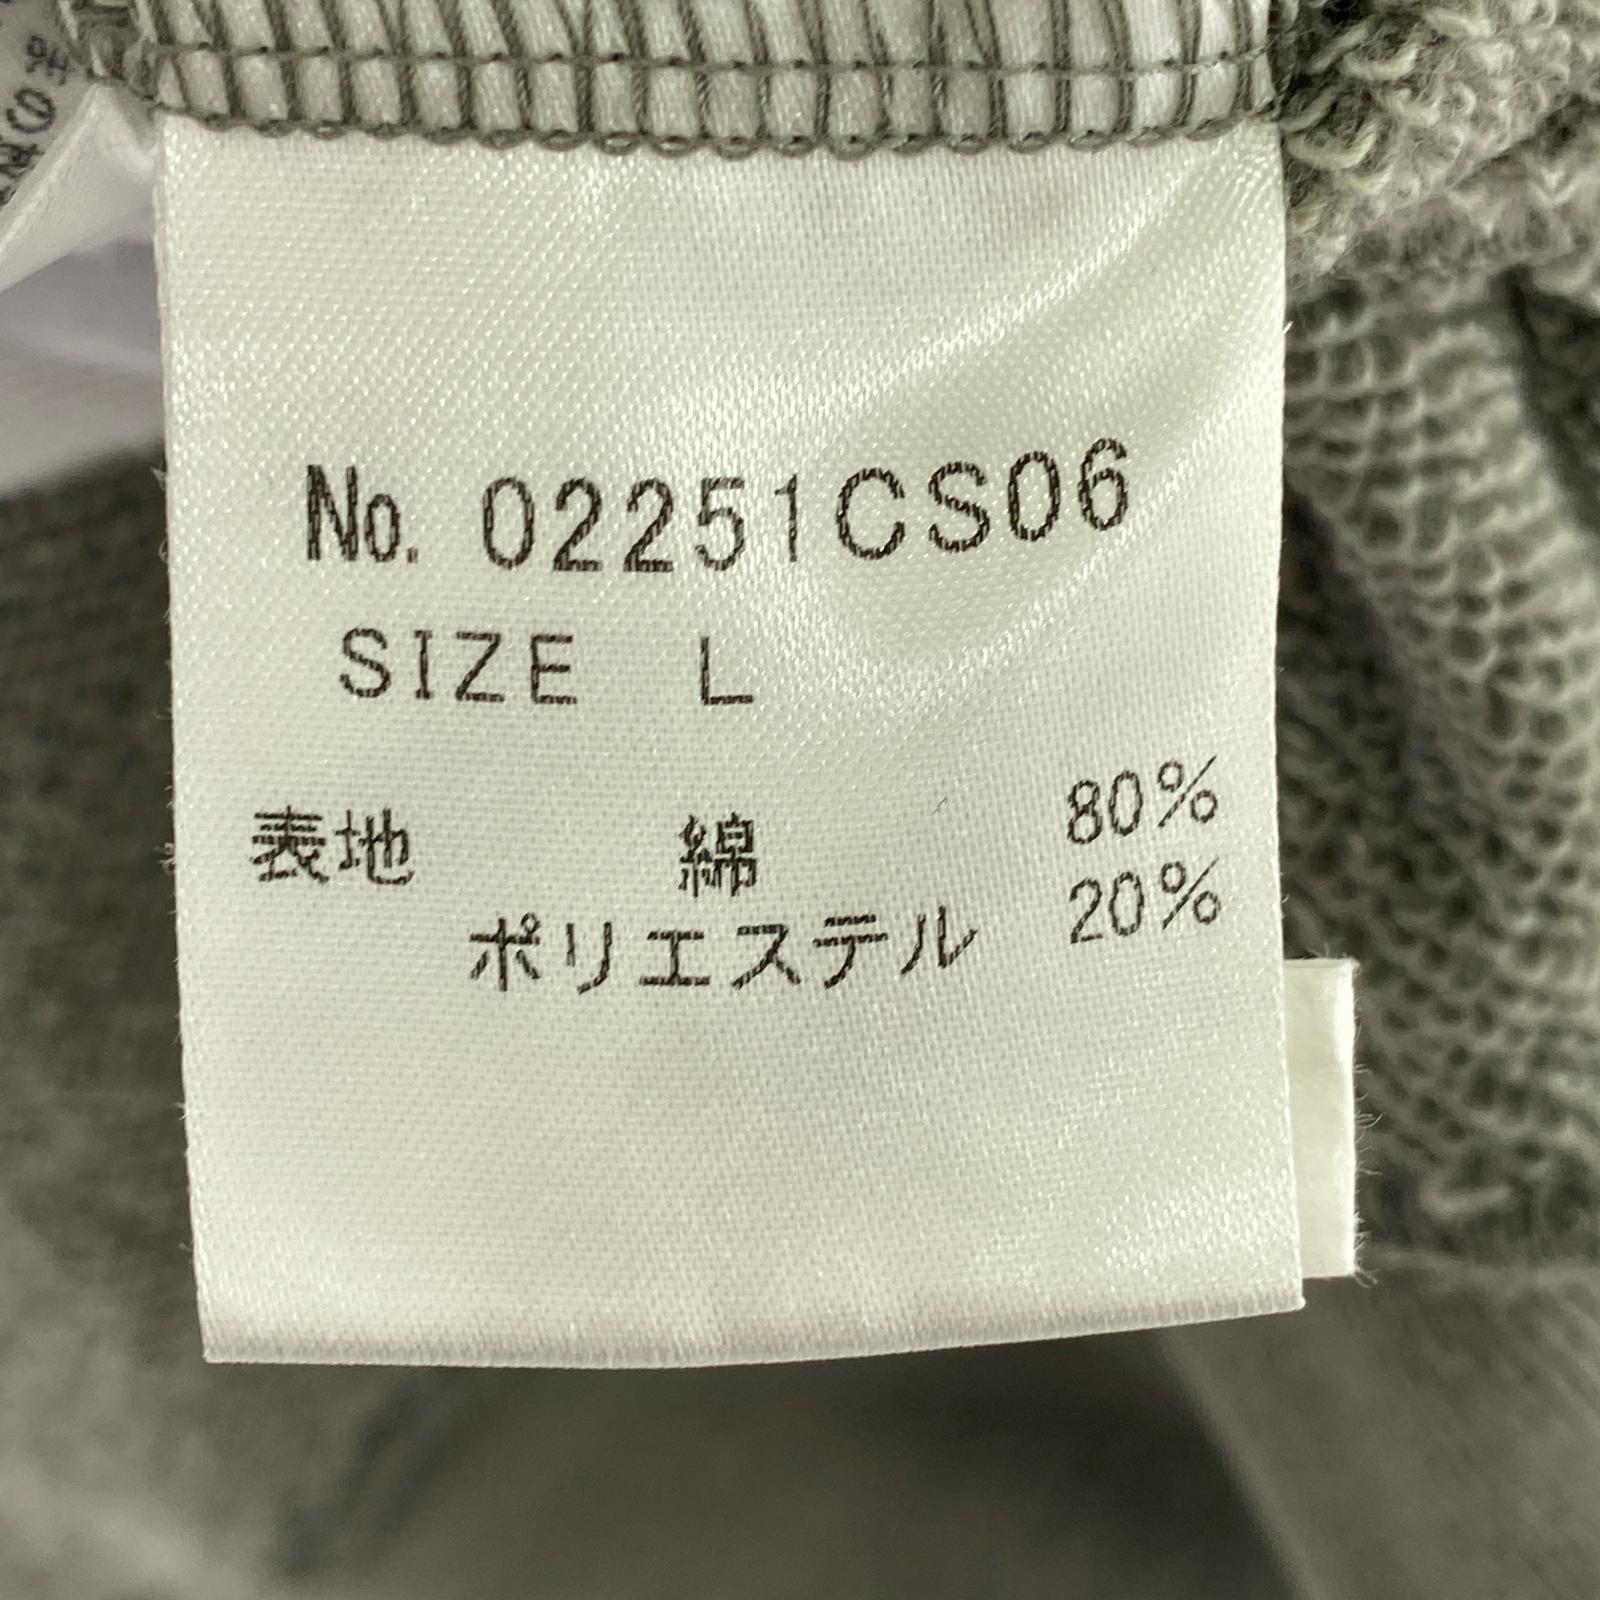 No. 02251CS06
SIZE L
表地 綿 80%
ポリエステル 20%